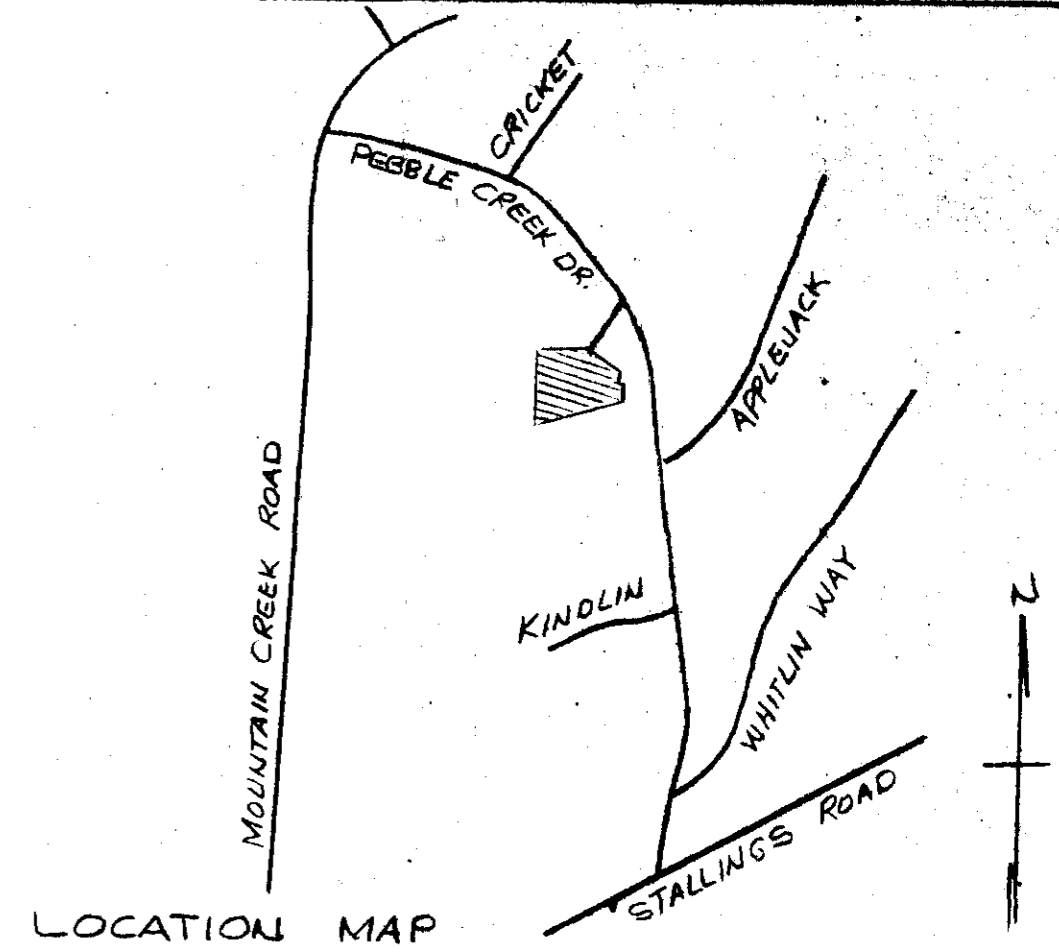 CRICKET
PEBBLE CREEK DR.
APPLEJACK
MOUNTAIN CREEK ROAD
KINDLIN
WHITLIN WAY
N
STALLINGS ROAD
LOCATION MAP